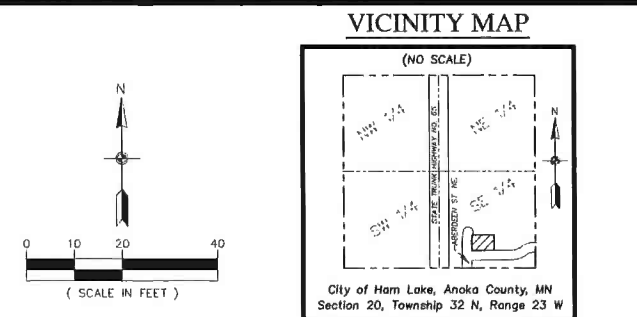 VICINITY MAP
(NO SCALE)
N
N
NW 1/4
NE 1/4
STATE TRUNK HIGHWAY NO. 65
SW 1/4
SE 1/4
ABERDEEN ST NE
0 10 20 40
( SCALE IN FEET )
City of Ham Lake, Anoka County, MN
Section 20, Township 32 N, Range 23 W